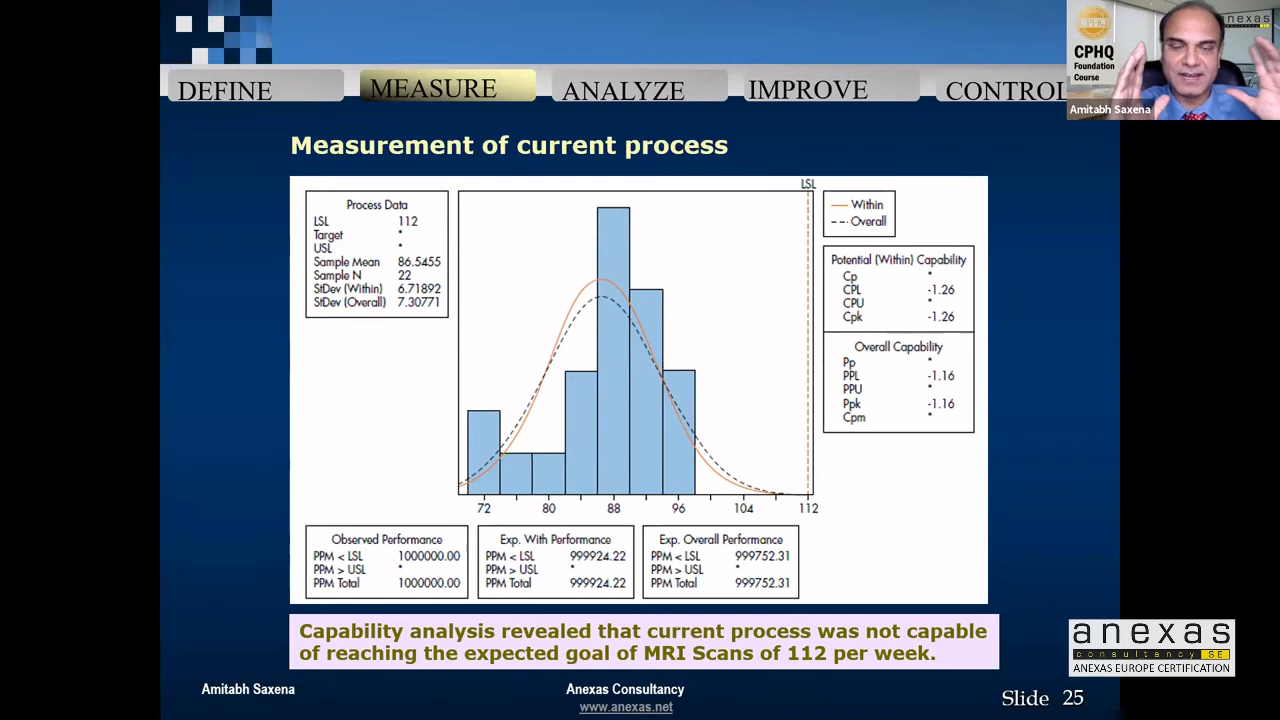 DEFINE
MEASURE
ANALYZE
IMPROVE
CONTROL
CPHQ
CPHQ
Foundation
Course
anexas
Amitabh Saxena
Measurement of current process
Process Data
LSL 112
Target *
USL *
Sample Mean 86.5455
Sample N 22
StDev (Within) 6.71892
StDev (Overall) 7.30771
LSL
Within
Overall
Potential (Within) Capability
Cp *
CPL -1.26
CPU *
Cpk -1.26
Overall Capability
Pp *
PPL -1.16
PPU *
Ppk -1.16
Cpm *
72 80 88 96 104 112
Observed Performance
PPM < LSL 1000000.00
PPM > USL *
PPM Total 1000000.00
Exp. With Performance
PPM < LSL 999924.22
PPM > USL *
PPM Total 999924.22
Exp. Overall Performance
PPM < LSL 999752.31
PPM > USL *
PPM Total 999752.31
Capability analysis revealed that current process was not capable
of reaching the expected goal of MRI Scans of 112 per week.
anexas
consultancy SE
ANEXAS EUROPE CERTIFICATION
Amitabh Saxena
Anexas Consultancy
www.anexas.net
Slide 25